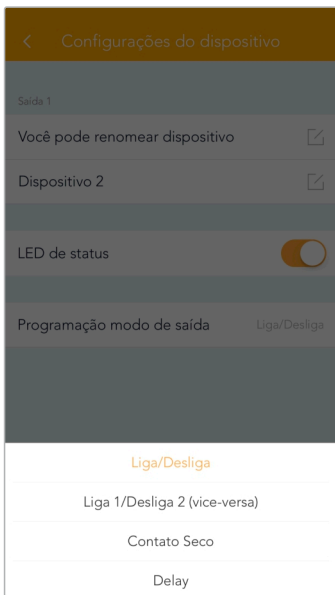 Configurações do dispositivo
Saída 1
Você pode renomear dispositivo
Dispositivo 2
LED de status
Programação modo de saída Liga/Desliga
Liga/Desliga
Liga 1/Desliga 2 (vice-versa)
Contato Seco
Delay